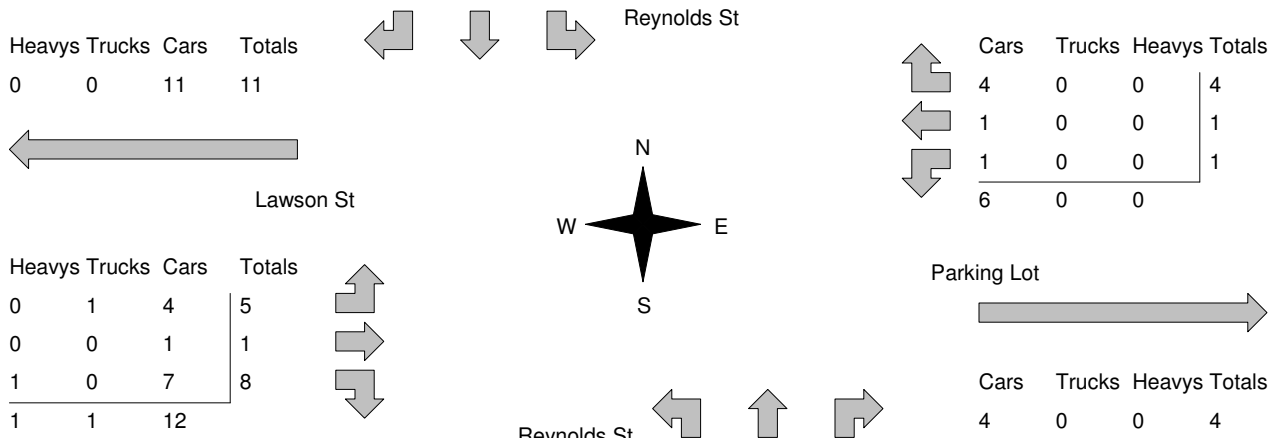 Reynolds St
Heavys Trucks Cars Totals
0 0 11 11
Cars Trucks Heavys Totals
4 0 0 4
1 0 0 1
1 0 0 1
6 0 0
Lawson St
N
W E
S
Heavys Trucks Cars Totals
0 1 4 5
0 0 1 1
1 0 7 8
1 1 12
Parking Lot
Cars Trucks Heavys Totals
4 0 0 4
Reynolds St